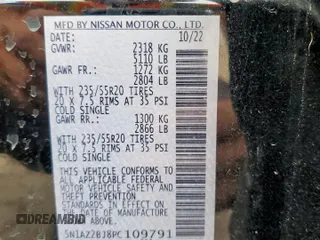 MFD BY NISSAN MOTOR CO., LTD.
DATE: 10/22
GVWR: 2318 KG
5110 LB
GAWR FR.: 1272 KG
2804 LB
WITH 235/55R20 TIRES
20 x 7.5 RIMS AT 35 PSI
COLD SINGLE
GAWR RR.: 1300 KG
2866 LB
WITH 235/55R20 TIRES
20 x 7.5 RIMS AT 35 PSI
COLD SINGLE
THIS VEHICLE CONFORMS TO
ALL APPLICABLE FEDERAL
MOTOR VEHICLE SAFETY
STANDARDS IN EFFECT ON
THE DATE OF MANUFACTURE
SHOWN ABOVE.
5N1AZ2BJ8PC109791
DREAMBID